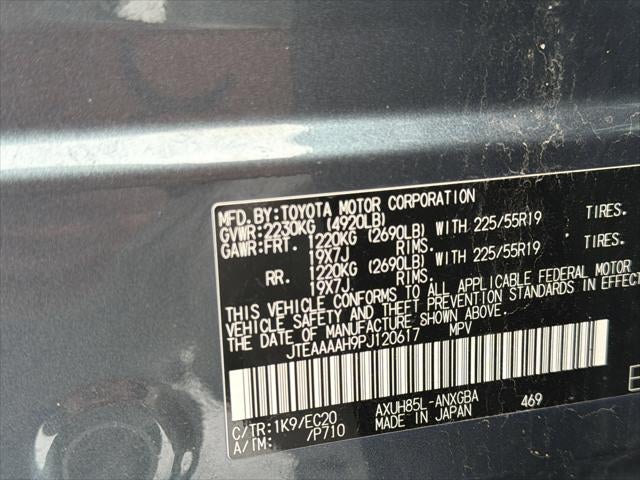 MFD. BY:TOYOTA MOTOR CORPORATION
GVWR:2230KG (4920LB)
GAWR:FRT. 1220KG (2690LB) WITH 225/55R19 TIRES.
19X7J RIMS.
RR. 1220KG (2690LB) WITH 225/55R19 TIRES.
19X7J RIMS.
THIS VEHICLE CONFORMS TO ALL APPLICABLE FEDERAL MOTOR
VEHICLE SAFETY AND THEFT PREVENTION STANDARDS IN EFFECT
THE DATE OF MANUFACTURE SHOWN ABOVE.
JTEAAAAH9PJ120617 MPV
C/TR:1K9/EC20 AXUH85L-ANXGBA 469
A/TM: /P710 MADE IN JAPAN